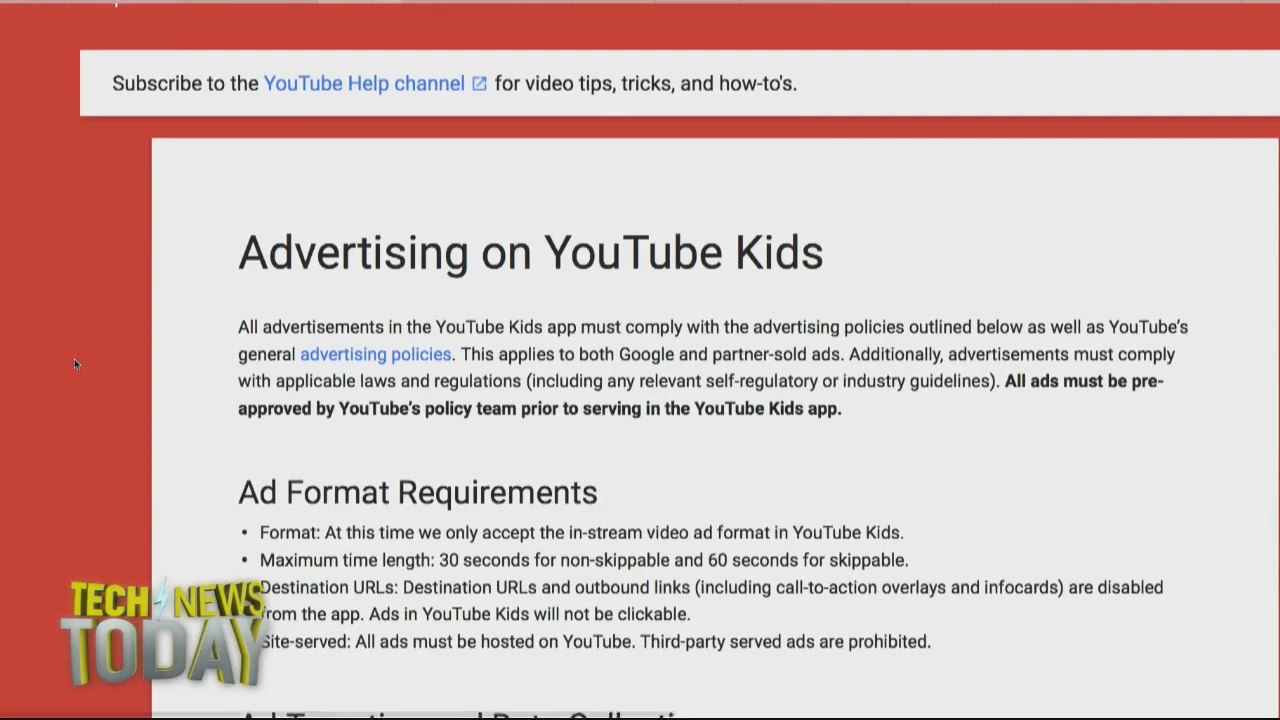 Subscribe to the YouTube Help channel for video tips, tricks, and how-to's.
Advertising on YouTube Kids
All advertisements in the YouTube Kids app must comply with the advertising policies outlined below as well as YouTube’s
general advertising policies. This applies to both Google and partner-sold ads. Additionally, advertisements must comply
with applicable laws and regulations (including any relevant self-regulatory or industry guidelines). All ads must be pre-
approved by YouTube’s policy team prior to serving in the YouTube Kids app.
Ad Format Requirements
• Format: At this time we only accept the in-stream video ad format in YouTube Kids.
• Maximum time length: 30 seconds for non-skippable and 60 seconds for skippable.
Destination URLs: Destination URLs and outbound links (including call-to-action overlays and infocards) are disabled
from the app. Ads in YouTube Kids will not be clickable.
Site-served: All ads must be hosted on YouTube. Third-party served ads are prohibited.
TECH NEWS
TODAY